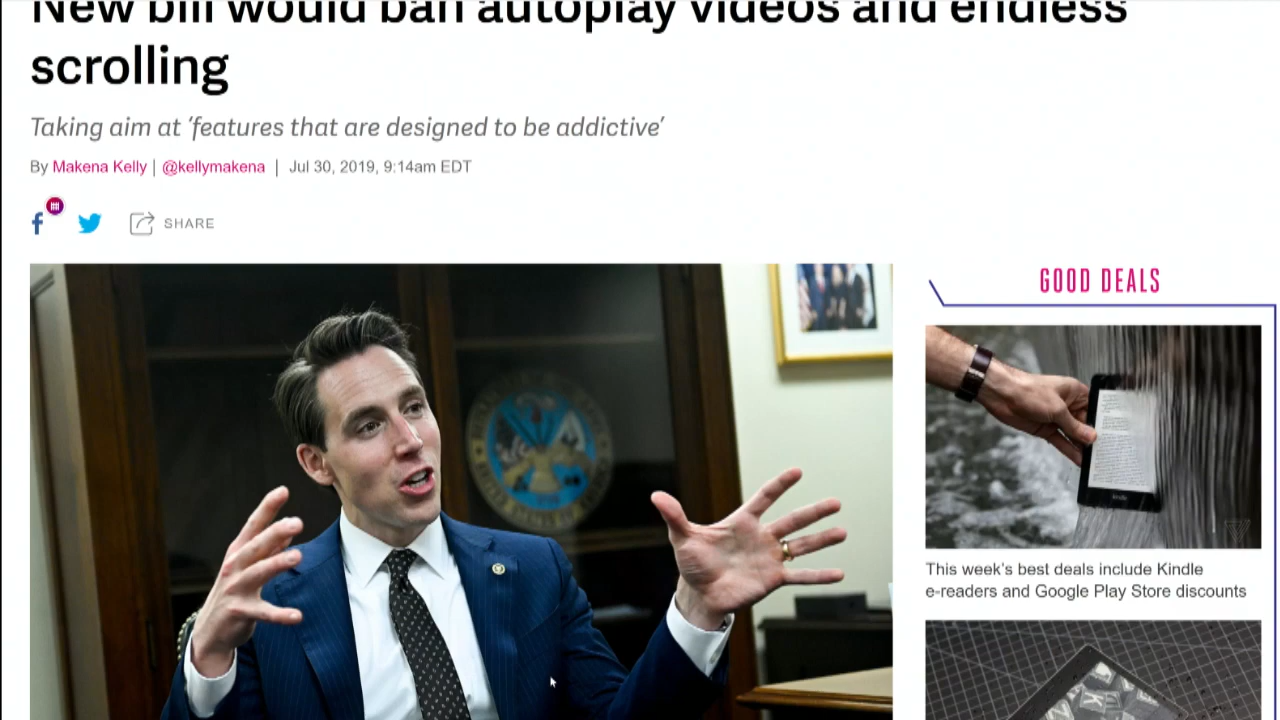 New bill would ban autoplay videos and endless
scrolling
Taking aim at ‘features that are designed to be addictive’
By Makena Kelly | @kellymakena | Jul 30, 2019, 9:14am EDT
SHARE
GOOD DEALS
kindle
This week’s best deals include Kindle
e-readers and Google Play Store discounts